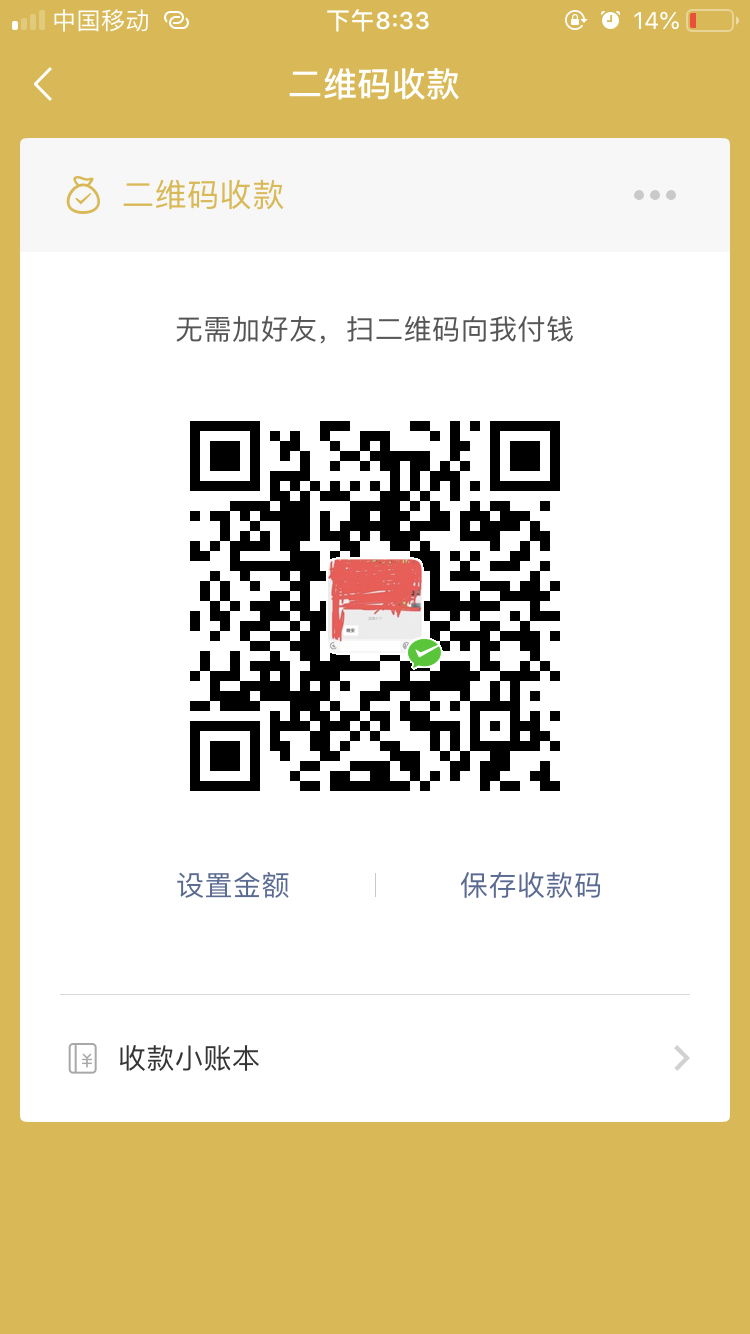 中国移动 下午8:33 14%
二维码收款
二维码收款
无需加好友，扫二维码向我付钱
设置金额 保存收款码
收款小账本